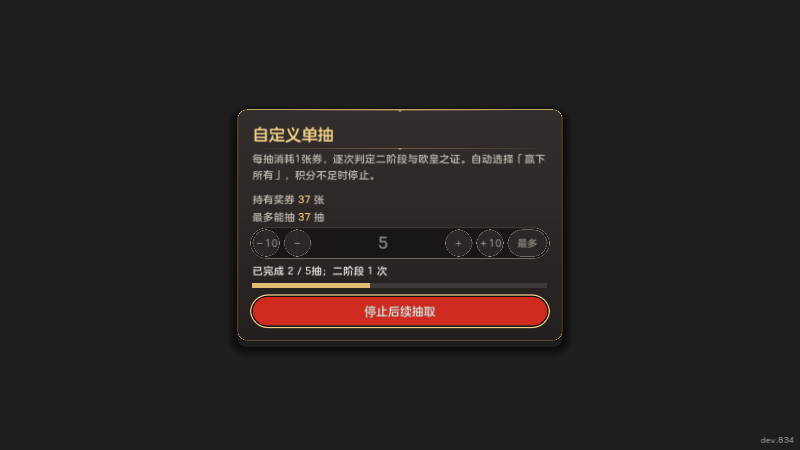 自定义单抽
每抽消耗1张券，逐次判定二阶段与欧皇之证。自动选择「赢下
所有」，积分不足时停止。
持有奖券 37 张
最多能抽 37 抽
-10 - 5 + +10 最多
已完成 2 / 5抽；二阶段 1 次
停止后续抽取
dev.834